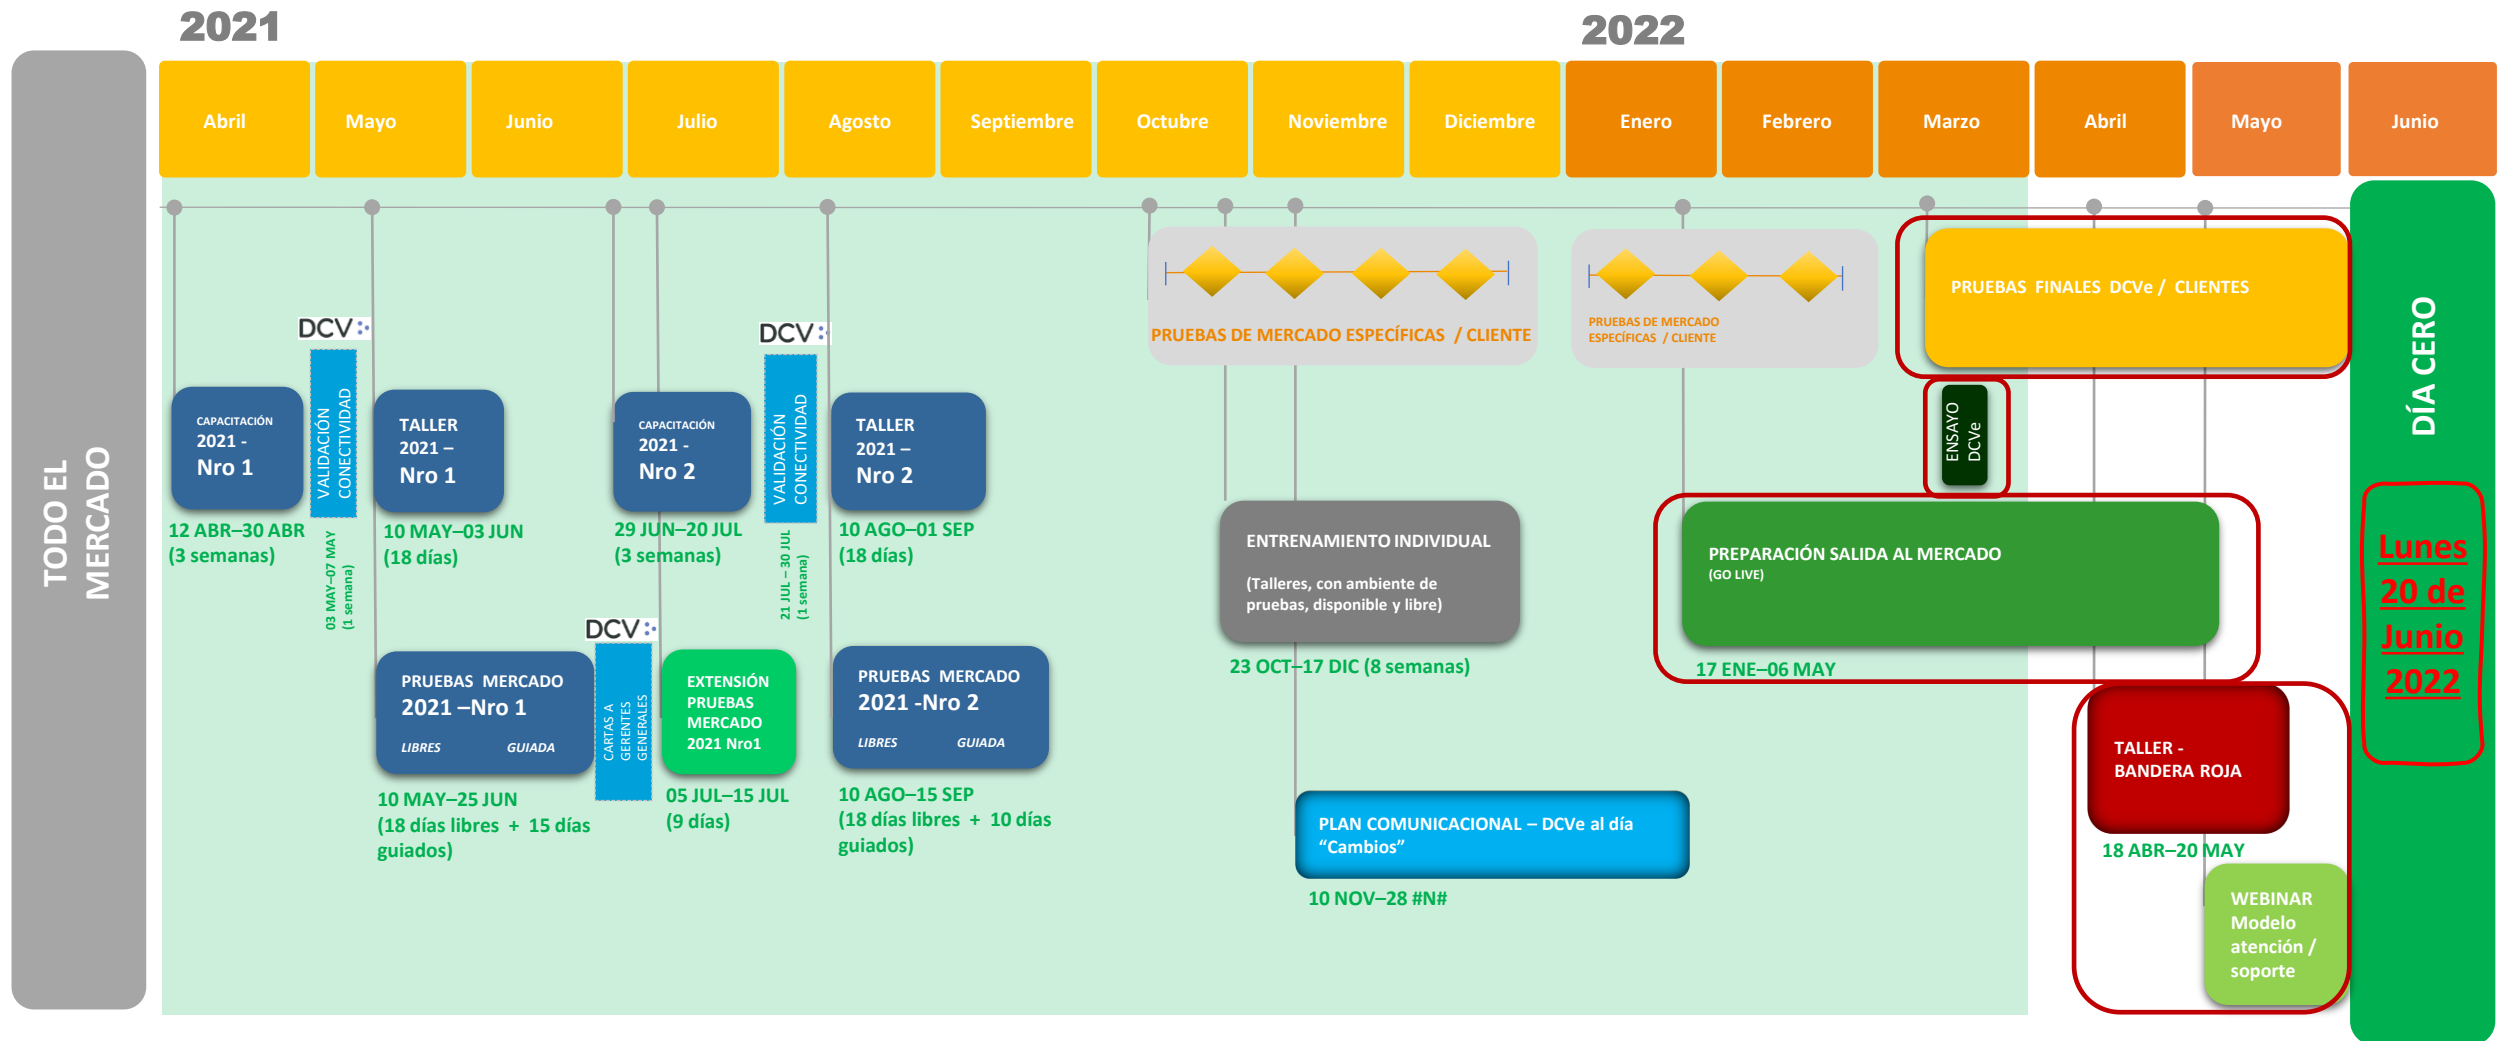 2021
2022
Abril
Mayo
Junio
Julio
Agosto
Septiembre
Octubre
Noviembre
Diciembre
Enero
Febrero
Marzo
Abril
Mayo
Junio
TODO EL
MERCADO
CAPACITACIÓN
2021 -
Nro 1
12 ABR–30 ABR
(3 semanas)
DCV
VALIDACIÓN
CONECTIVIDAD
03 MAY–07 MAY
(1 semana)
TALLER
2021 –
Nro 1
10 MAY–03 JUN
(18 días)
PRUEBAS MERCADO
2021 –Nro 1
LIBRES GUIADA
10 MAY–25 JUN
(18 días libres + 15 días
guiados)
DCV
CARTAS A
GERENTES
GENERALES
CAPACITACIÓN
2021 -
Nro 2
29 JUN–20 JUL
(3 semanas)
EXTENSIÓN
PRUEBAS
MERCADO
2021 Nro1
05 JUL–15 JUL
(9 días)
DCV
VALIDACIÓN
CONECTIVIDAD
21 JUL – 30 JUL
(1 semana)
TALLER
2021 –
Nro 2
10 AGO–01 SEP
(18 días)
PRUEBAS MERCADO
2021 -Nro 2
LIBRES GUIADA
10 AGO–15 SEP
(18 días libres + 10 días
guiados)
PRUEBAS DE MERCADO ESPECÍFICAS / CLIENTE
ENTRENAMIENTO INDIVIDUAL
(Talleres, con ambiente de
pruebas, disponible y libre)
23 OCT–17 DIC (8 semanas)
PLAN COMUNICACIONAL – DCVe al día
“Cambios”
10 NOV–28 #N#
PRUEBAS DE MERCADO
ESPECÍFICAS / CLIENTE
PRUEBAS FINALES DCVe / CLIENTES
ENSAYO
DCVe
PREPARACIÓN SALIDA AL MERCADO
(GO LIVE)
17 ENE–06 MAY
TALLER -
BANDERA ROJA
18 ABR–20 MAY
WEBINAR
Modelo
atención /
soporte
DÍA CERO
Lunes
20 de
Junio
2022